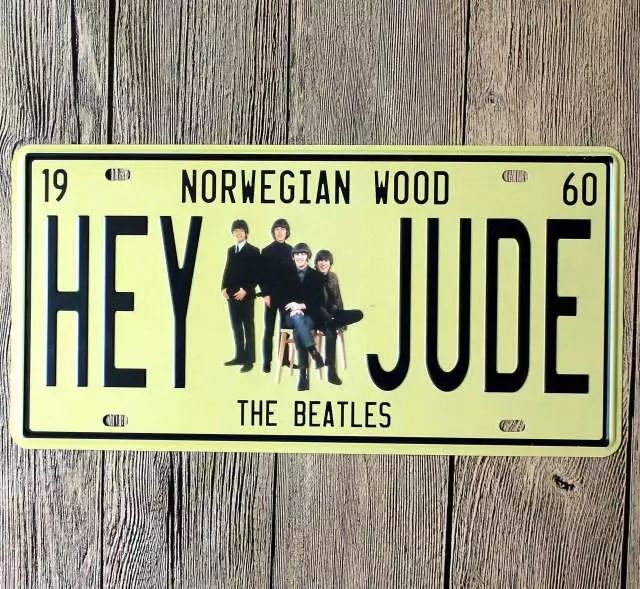 19 NORWEGIAN WOOD 60
HEY JUDE
THE BEATLES